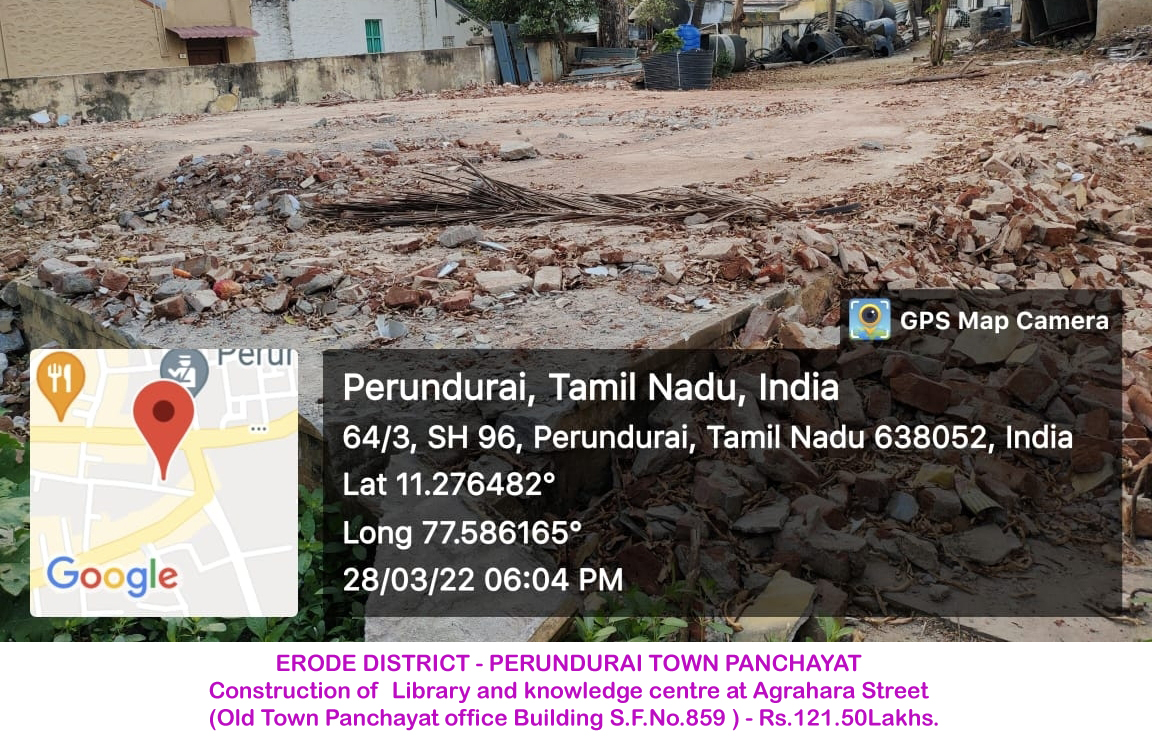 GPS Map Camera
Perun
Google
Perundurai, Tamil Nadu, India
64/3, SH 96, Perundurai, Tamil Nadu 638052, India
Lat 11.276482°
Long 77.586165°
28/03/22 06:04 PM
ERODE DISTRICT - PERUNDURAI TOWN PANCHAYAT
Construction of Library and knowledge centre at Agrahara Street
(Old Town Panchayat office Building S.F.No.859 ) - Rs.121.50Lakhs.